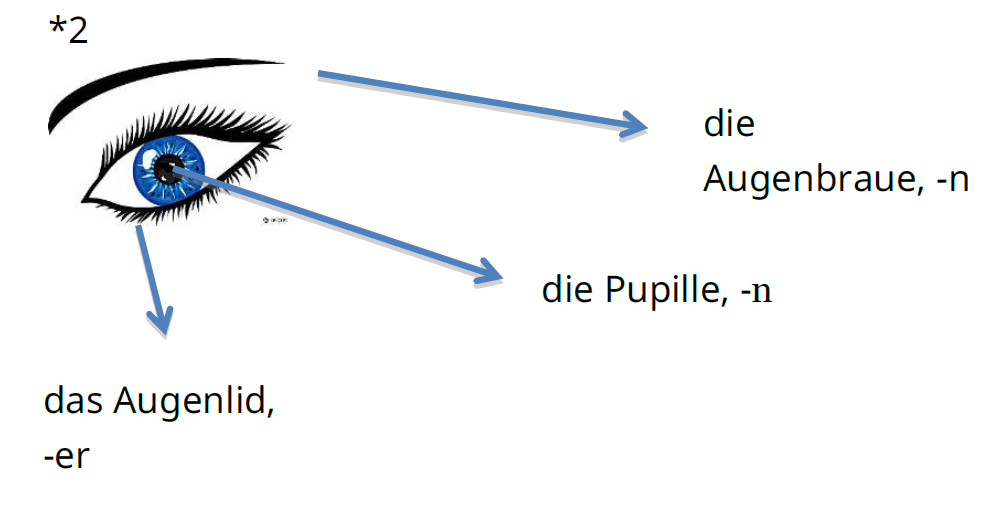 *2
die
Augenbraue, -n
die Pupille, -n
das Augenlid,
-er